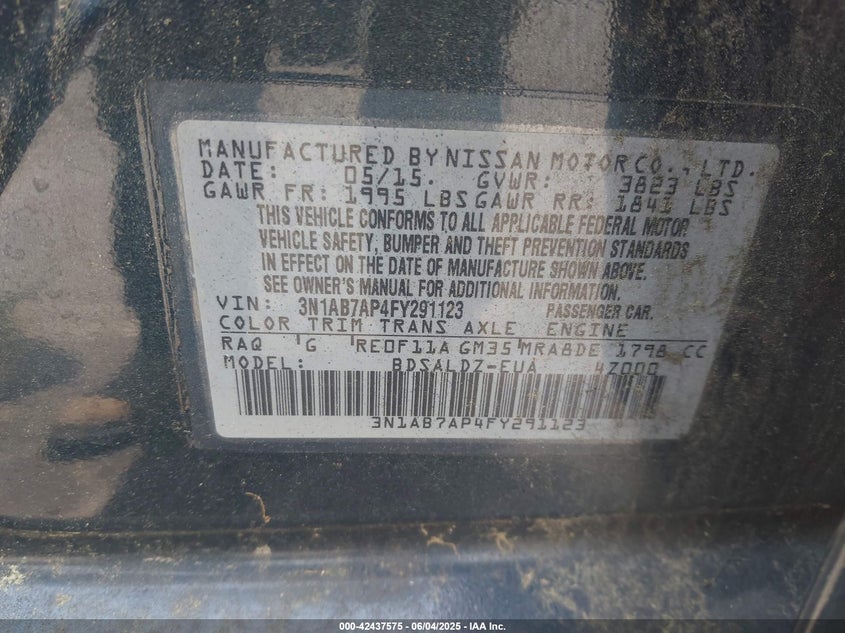 MANUFACTURED BY NISSAN MOTOR CO., LTD.
DATE: 05/15. GVWR: 3823 LBS
GAWR FR: 1995 LBS GAWR RR: 1841 LBS
THIS VEHICLE CONFORMS TO ALL APPLICABLE FEDERAL MOTOR
VEHICLE SAFETY, BUMPER AND THEFT PREVENTION STANDARDS
IN EFFECT ON THE DATE OF MANUFACTURE SHOWN ABOVE.
SEE OWNER'S MANUAL FOR ADDITIONAL INFORMATION.
VIN: 3N1AB7AP4FY291123 PASSENGER CAR.
COLOR TRIM TRANS AXLE ENGINE
RAQ G RE0F11A GM35 MRA8DE 1798 CC
MODEL: BDSALDZ-EUA 4Z000
3N1AB7AP4FY291123
000-42437575 - 06/04/2025 - IAA Inc.